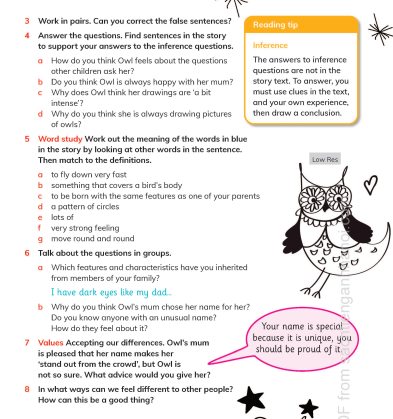 3 Work in pairs. Can you correct the false sentences?
4 Answer the questions. Find sentences in the story
to support your answers to the inference questions.
a How do you think Owl feels about the questions
other children ask her?
b Do you think Owl is always happy with her mum?
c Why does Owl think her drawings are 'a bit
intense'?
d Why do you think she is always drawing pictures
of owls?
5 Word study Work out the meaning of the words in blue
in the story by looking at other words in the sentence.
Then match to the definitions.
a to fly down very fast
b something that covers a bird's body
c to be born with the same features as one of your parents
d a pattern of circles
e lots of
f very strong feeling
g move round and round
6 Talk about the questions in groups.
a Which features and characteristics have you inherited
from members of your family?
I have dark eyes like my dad...
b Why do you think Owl's mum chose her name for her?
Do you know anyone with an unusual name?
How do they feel about it?
7 Values Accepting our differences. Owl's mum
is pleased that her name makes her
'stand out from the crowd', but Owl is
not so sure. What advice would you give her?
8 In what ways can we feel different to other people?
How can this be a good thing?
Reading tip
Inference
The answers to inference
questions are not in the
story text. To answer, you
must use clues in the text,
and your own experience,
then draw a conclusion.
Low Res
Your name is special
because it is unique, you
should be proud of it.